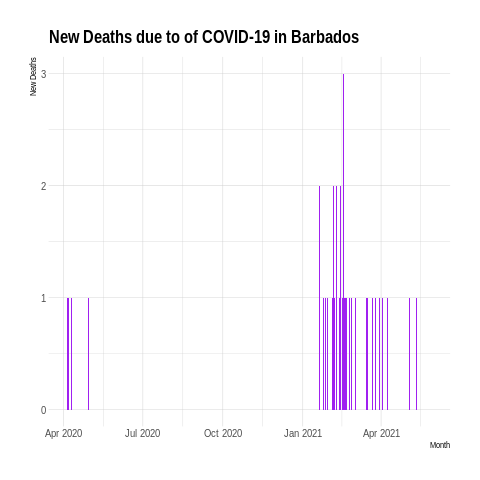 New Deaths due to of COVID-19 in Barbados
New Deaths
3
2
1
0
Apr 2020 Jul 2020 Oct 2020 Jan 2021 Apr 2021
Month